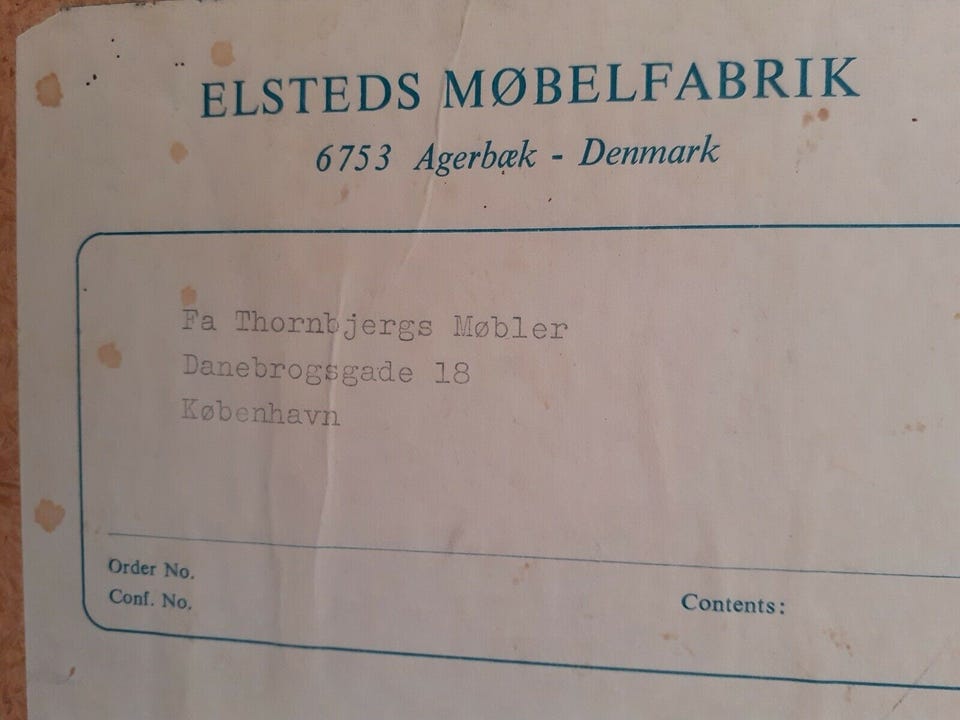 ELSTEDS MØBELFABRIK
6753 Agerbæk - Denmark
Fa Thornbjergs Møbler
Danebrogsgade 18
København
Order No.
Conf. No.
Contents: